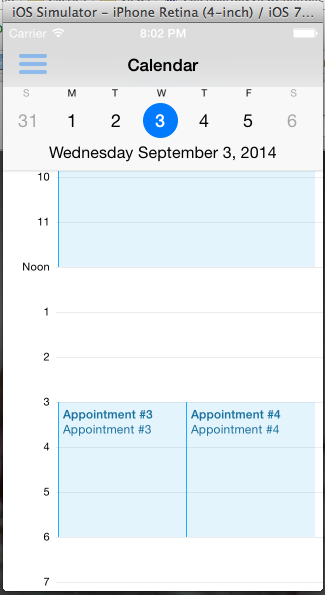 iOS Simulator – iPhone Retina (4-inch) / iOS 7...
Carrier 8:02 PM
Calendar
S M T W T F S
31 1 2 3 4 5 6
Wednesday September 3, 2014
10
11
Noon
1
2
3
Appointment #3 Appointment #4
Appointment #3 Appointment #4
4
5
6
7